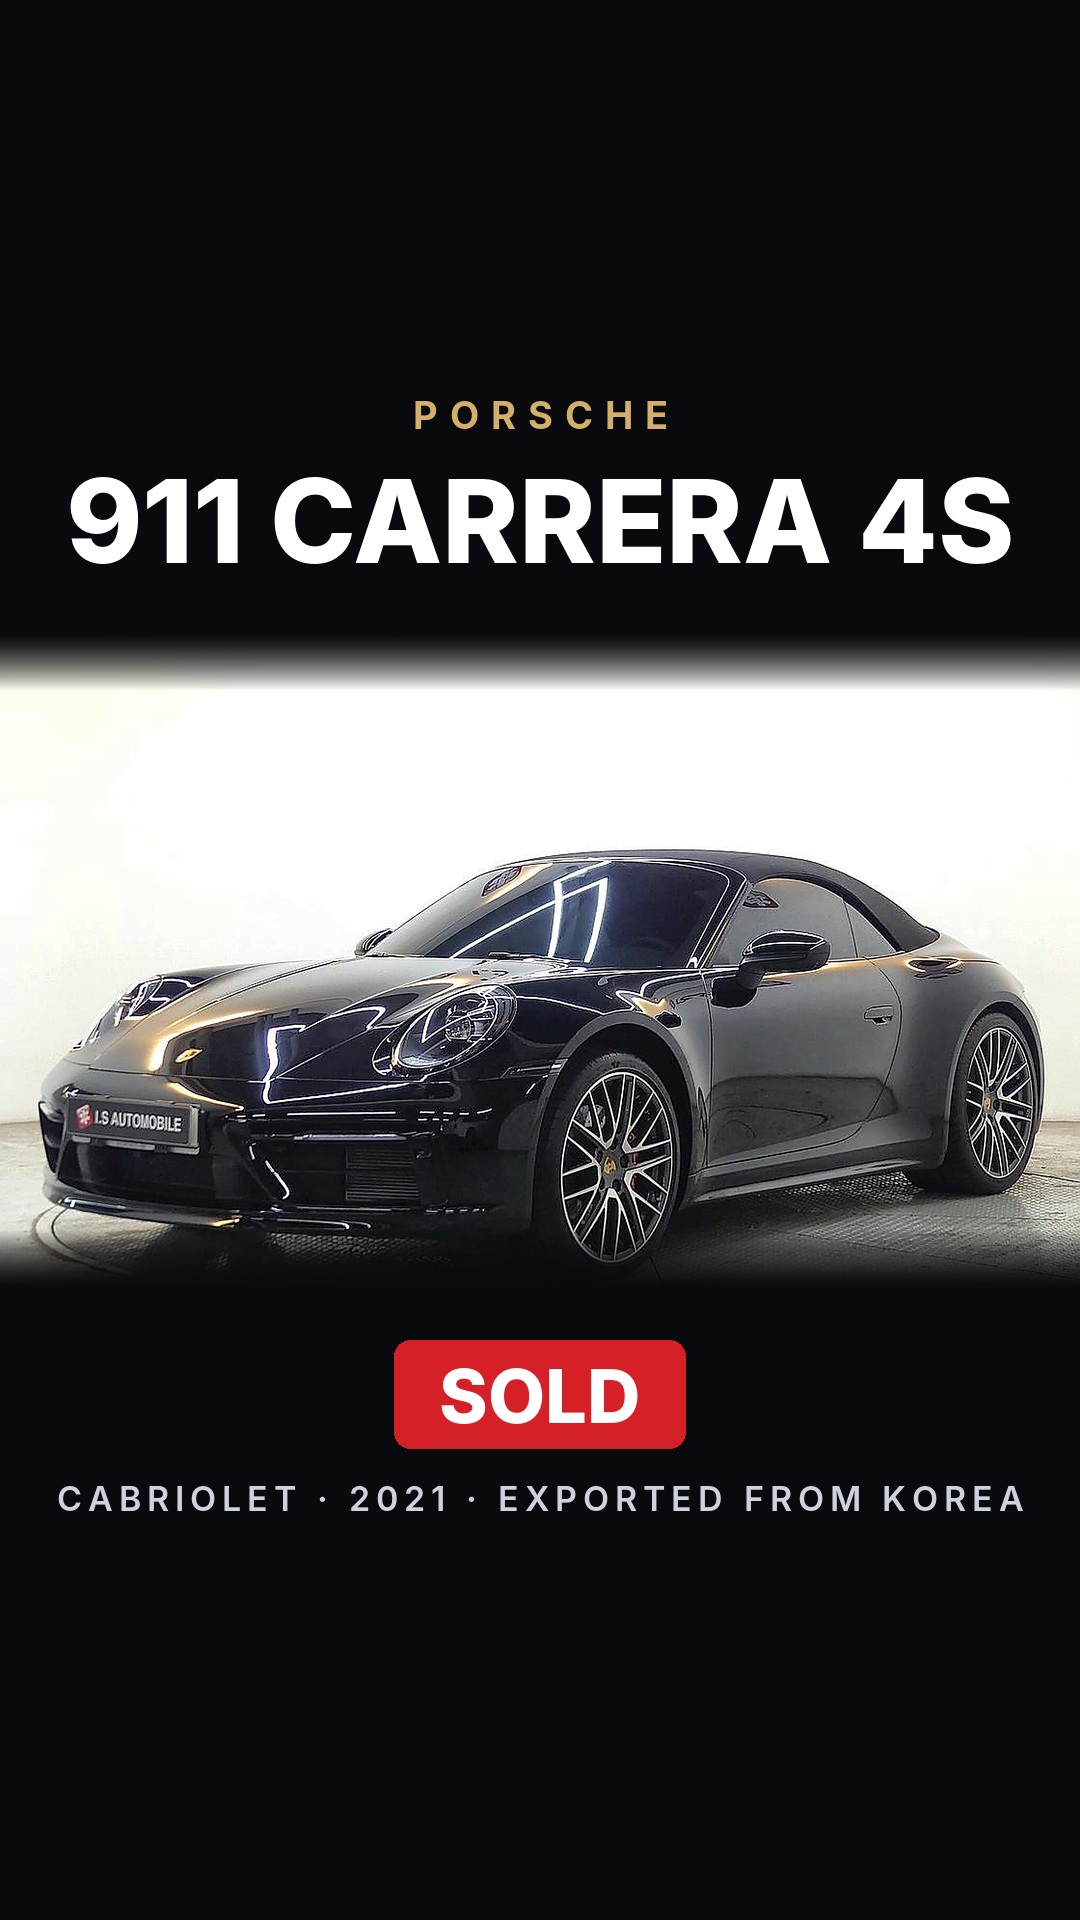 PORSCHE
911 CARRERA 4S
I.S AUTOMOBILE
SOLD
CABRIOLET · 2021 · EXPORTED FROM KOREA